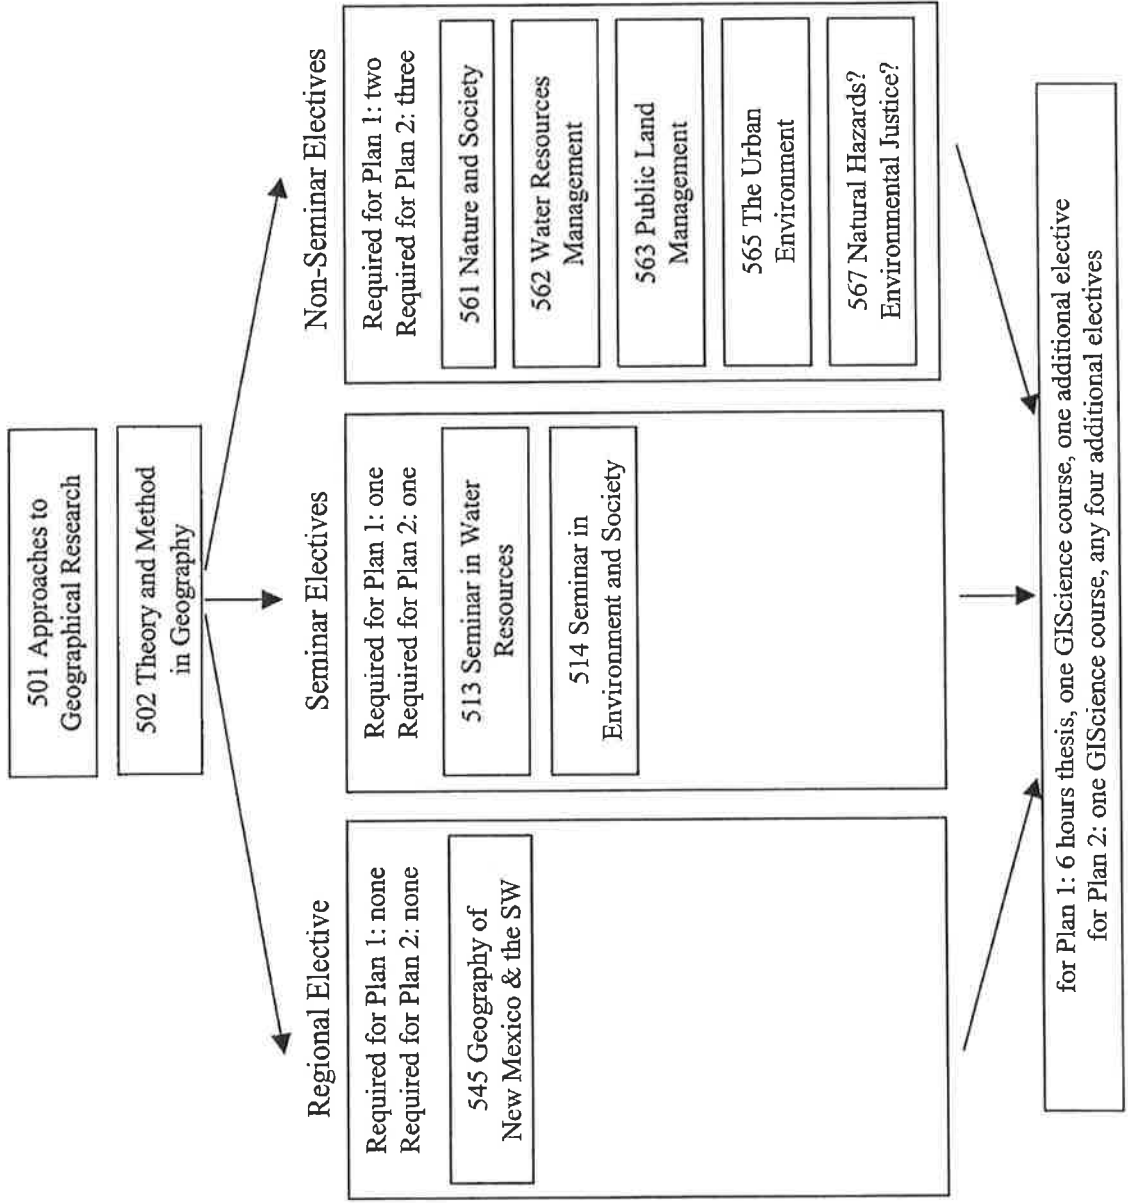 501 Approaches to
Geographical Research
502 Theory and Method
in Geography
Regional Elective
Required for Plan 1: none
Required for Plan 2: none
545 Geography of
New Mexico & the SW
Seminar Electives
Required for Plan 1: one
Required for Plan 2: one
513 Seminar in Water
Resources
514 Seminar in
Environment and Society
Non-Seminar Electives
Required for Plan 1: two
Required for Plan 2: three
561 Nature and Society
562 Water Resources
Management
563 Public Land
Management
565 The Urban
Environment
567 Natural Hazards?
Environmental Justice?
for Plan 1: 6 hours thesis, one GIScience course, one additional elective
for Plan 2: one GIScience course, any four additional electives